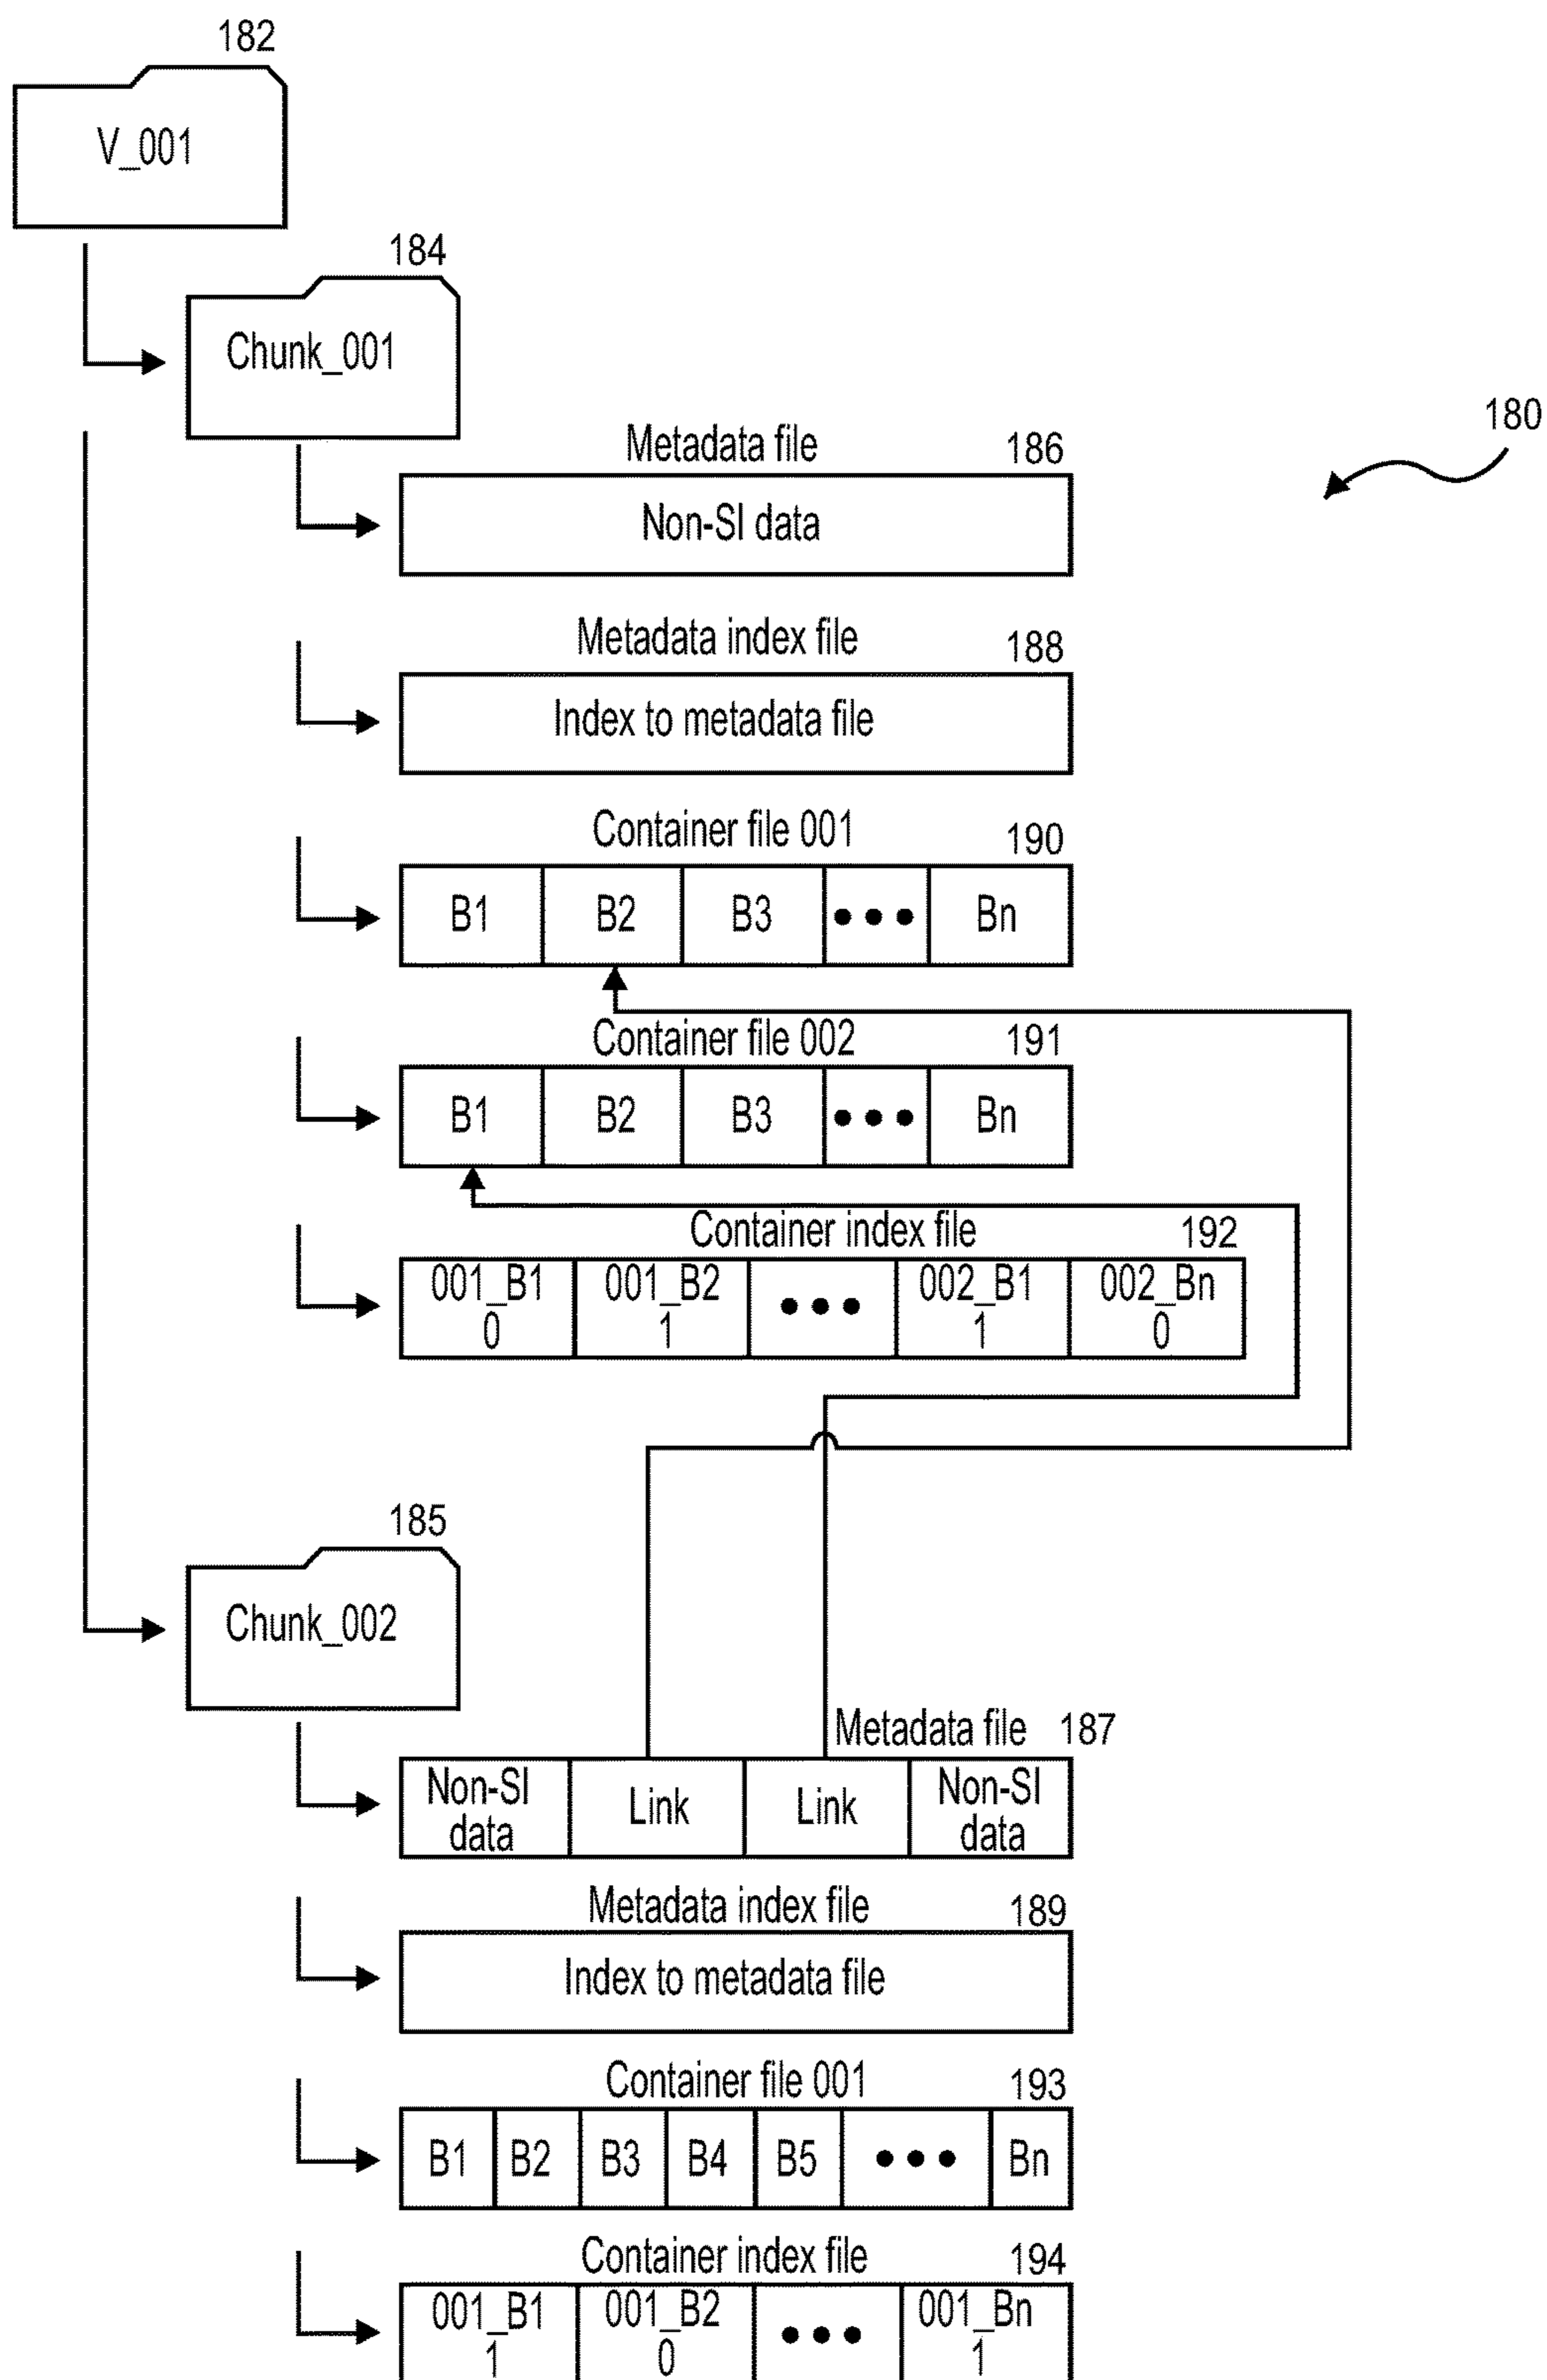 182
V_001
184
Chunk_001
180
Metadata file 186
Non-SI data
Metadata index file 188
Index to metadata file
Container file 001 190
B1 B2 B3 ••• Bn
Container file 002 191
B1 B2 B3 ••• Bn
Container index file 192
001_B1 001_B2 ••• 002_B1 002_Bn
0 1 1 0
185
Chunk_002
Metadata file 187
Non-SI Link Link Non-SI
data data
Metadata index file 189
Index to metadata file
Container file 001 193
B1 B2 B3 B4 B5 ••• Bn
Container index file 194
001_B1 001_B2 ••• 001_Bn
1 0 1